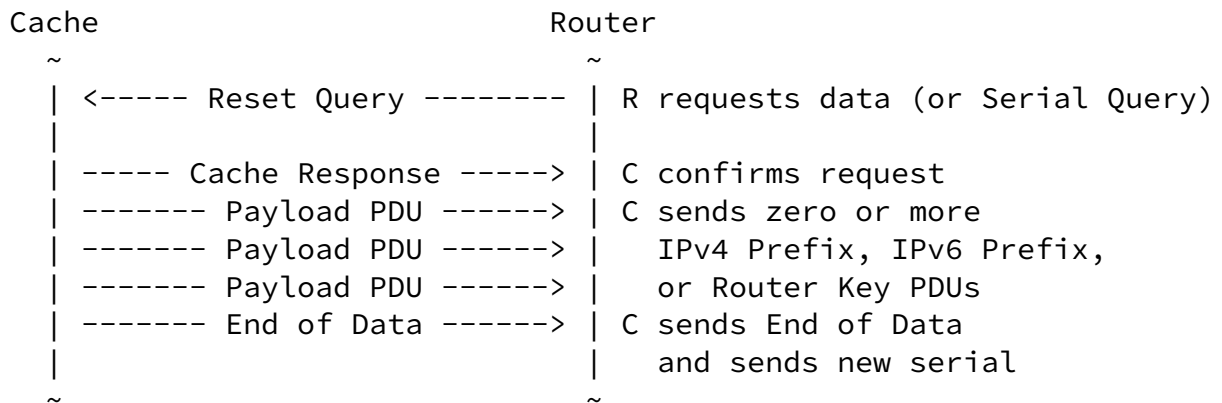 Cache                       Router
  ~                           ~
  | <----- Reset Query -------- | R requests data (or Serial Query)
  |                           |
  | ----- Cache Response -----> | C confirms request
  | ------- Payload PDU ------> | C sends zero or more
  | ------- Payload PDU ------> |   IPv4 Prefix, IPv6 Prefix,
  | ------- Payload PDU ------> |   or Router Key PDUs
  | ------- End of Data ------> | C sends End of Data
  |                           |   and sends new serial
  ~                           ~